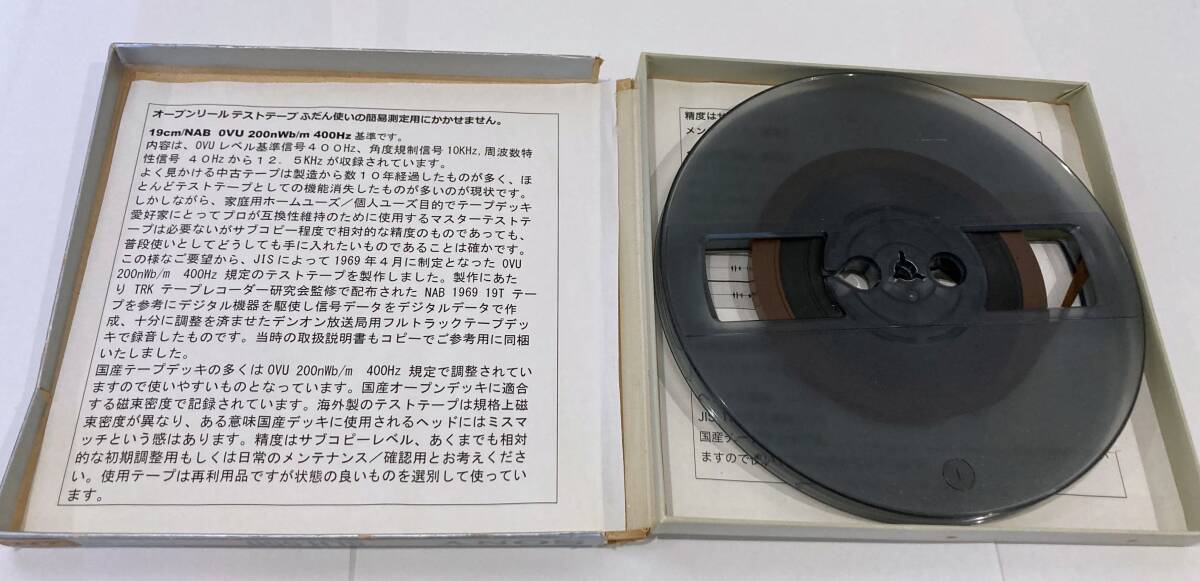 オープンリール テストテープ ふだん使いの簡易測定用にかかせません。
19cm/NAB 0VU 200nWb/m 400Hz 基準です。
内容は、0VUレベル基準信号400Hz、角度規制信号10KHz,周波数特
性信号 40Hzから12．5KHzが収録されています。
よく見かける中古テープは製造から数10年経過したものが多く、ほ
とんどテストテープとしての機能消失したものが多いのが現状です。
しかしながら、家庭用ホームユーズ／個人ユーズ目的でテープデッキ
愛好家にとってプロが互換性維持のために使用するマスターテストテ
ープは必要ないがサブコピー程度で相対的な精度のものであっても、
普段使いとしてどうしても手に入れたいものであることは確かです。
この様なご要望から、JISによって1969年4月に制定となった 0VU
200nWb/m 400Hz 規定のテストテープを製作しました。製作にあた
り TRK テープレコーダー研究会監修で配布された NAB 1969 19T テー
プを参考にデジタル機器を駆使し信号データをデジタルデータで作
成、十分に調整を済ませたデンオン放送局用フルトラックテープデッ
キで録音したものです。当時の取扱説明書もコピーでご参考用に同梱
いたしました。
国産テープデッキの多くは 0VU 200nWb/m 400Hz 規定で調整されてい
ますので使いやすいものとなっています。国産オープンデッキに適合
する磁束密度で記録されています。海外製のテストテープは規格上磁
束密度が異なり、ある意味国産デッキに使用されるヘッドにはミスマ
ッチという感はあります。精度はサブコピーレベル、あくまでも相対
的な初期調整用もしくは日常のメンテナンス／確認用とお考えくださ
い。使用テープは再利用品ですが状態の良いものを選別して使ってい
ます。
精度はサ
メン
JIS
国産テー
ますので使い
SONY